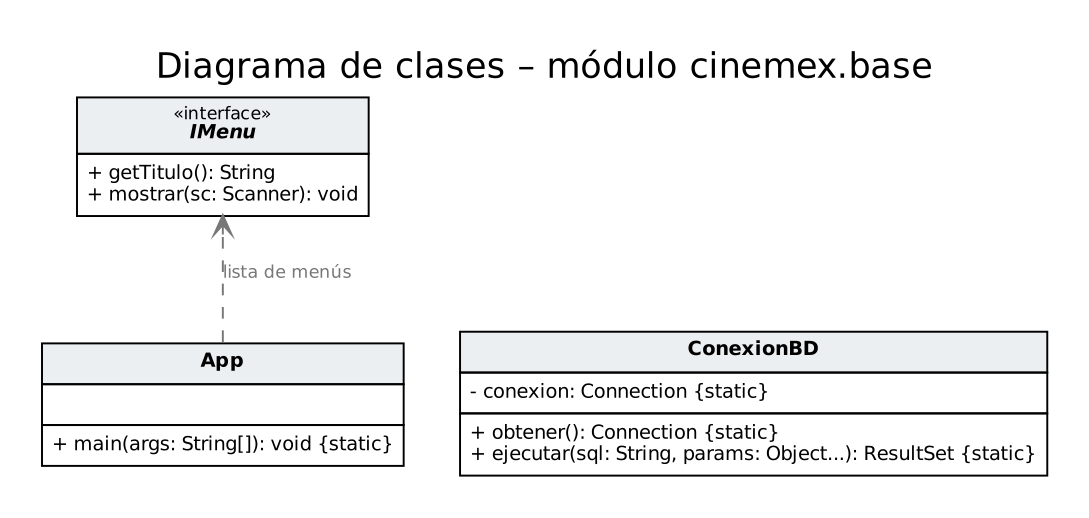 Diagrama de clases – módulo cinemex.base
«interface»
IMenu
+ getTitulo(): String
+ mostrar(sc: Scanner): void
lista de menús
App
+ main(args: String[]): void {static}
ConexionBD
- conexion: Connection {static}
+ obtener(): Connection {static}
+ ejecutar(sql: String, params: Object...): ResultSet {static}